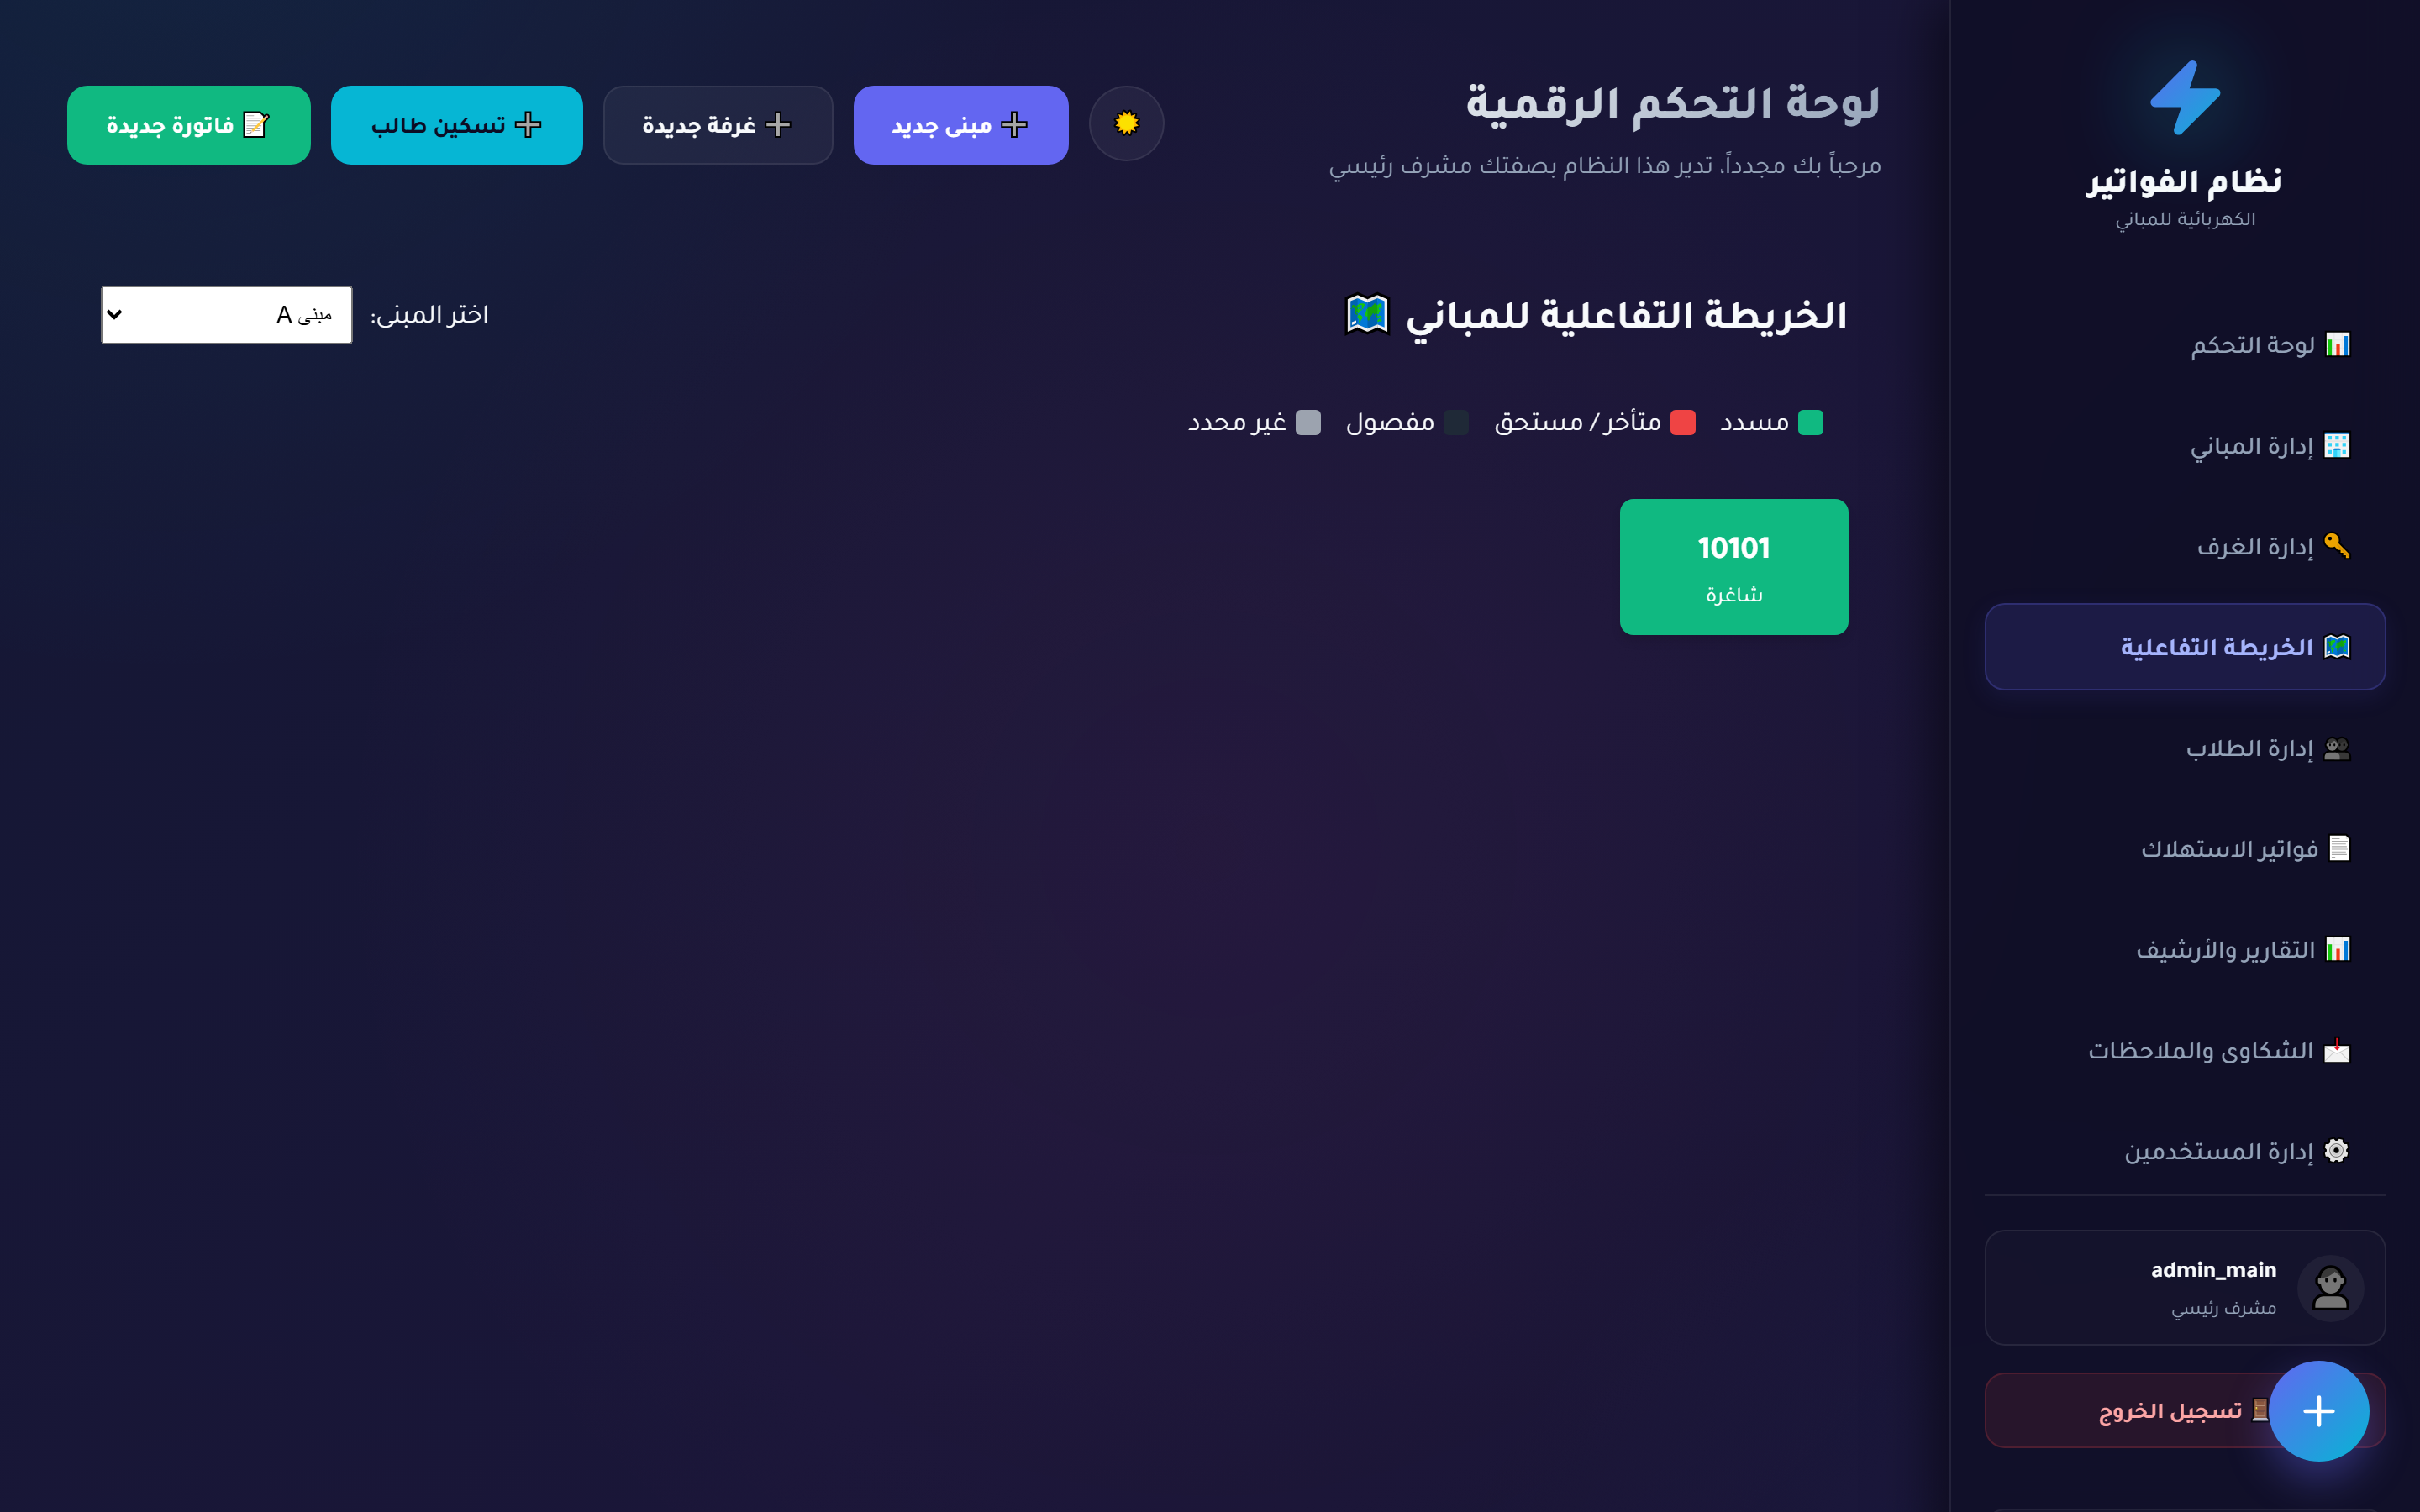 نظام الفواتير
الكهربائية للمباني
لوحة التحكم
إدارة المباني
إدارة الغرف
الخريطة التفاعلية
إدارة الطلاب
فواتير الاستهلاك
التقارير والأرشيف
الشكاوى والملاحظات
إدارة المستخدمين
admin_main
مشرف رئيسي
تسجيل الخروج
لوحة التحكم الرقمية
مرحباً بك مجدداً، تدير هذا النظام بصفتك مشرف رئيسي
مبنى جديد
غرفة جديدة
تسكين طالب
فاتورة جديدة
الخريطة التفاعلية للمباني
اختر المبنى:
مبنى A
مسدد
متأخر / مستحق
مفصول
غير محدد
10101
شاغرة